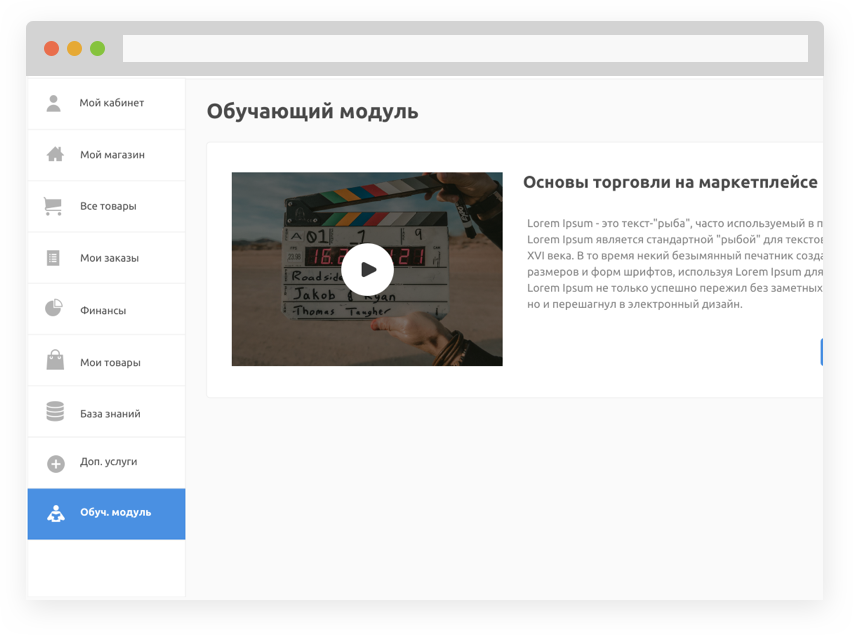 Мой кабинет
Мой магазин
Все товары
Мои заказы
Финансы
Мои товары
База знаний
Доп. услуги
Обуч. модуль
Обучающий модуль
A 01 7 9
Roadside
Jakob & Ryan
Thomas Taugher
Основы торговли на маркетплейсе
Lorem Ipsum - это текст-"рыба", часто используемый в п
Lorem Ipsum является стандартной "рыбой" для текстов
XVI века. В то время некий безымянный печатник созда
размеров и форм шрифтов, используя Lorem Ipsum для
Lorem Ipsum не только успешно пережил без заметных
но и перешагнул в электронный дизайн.